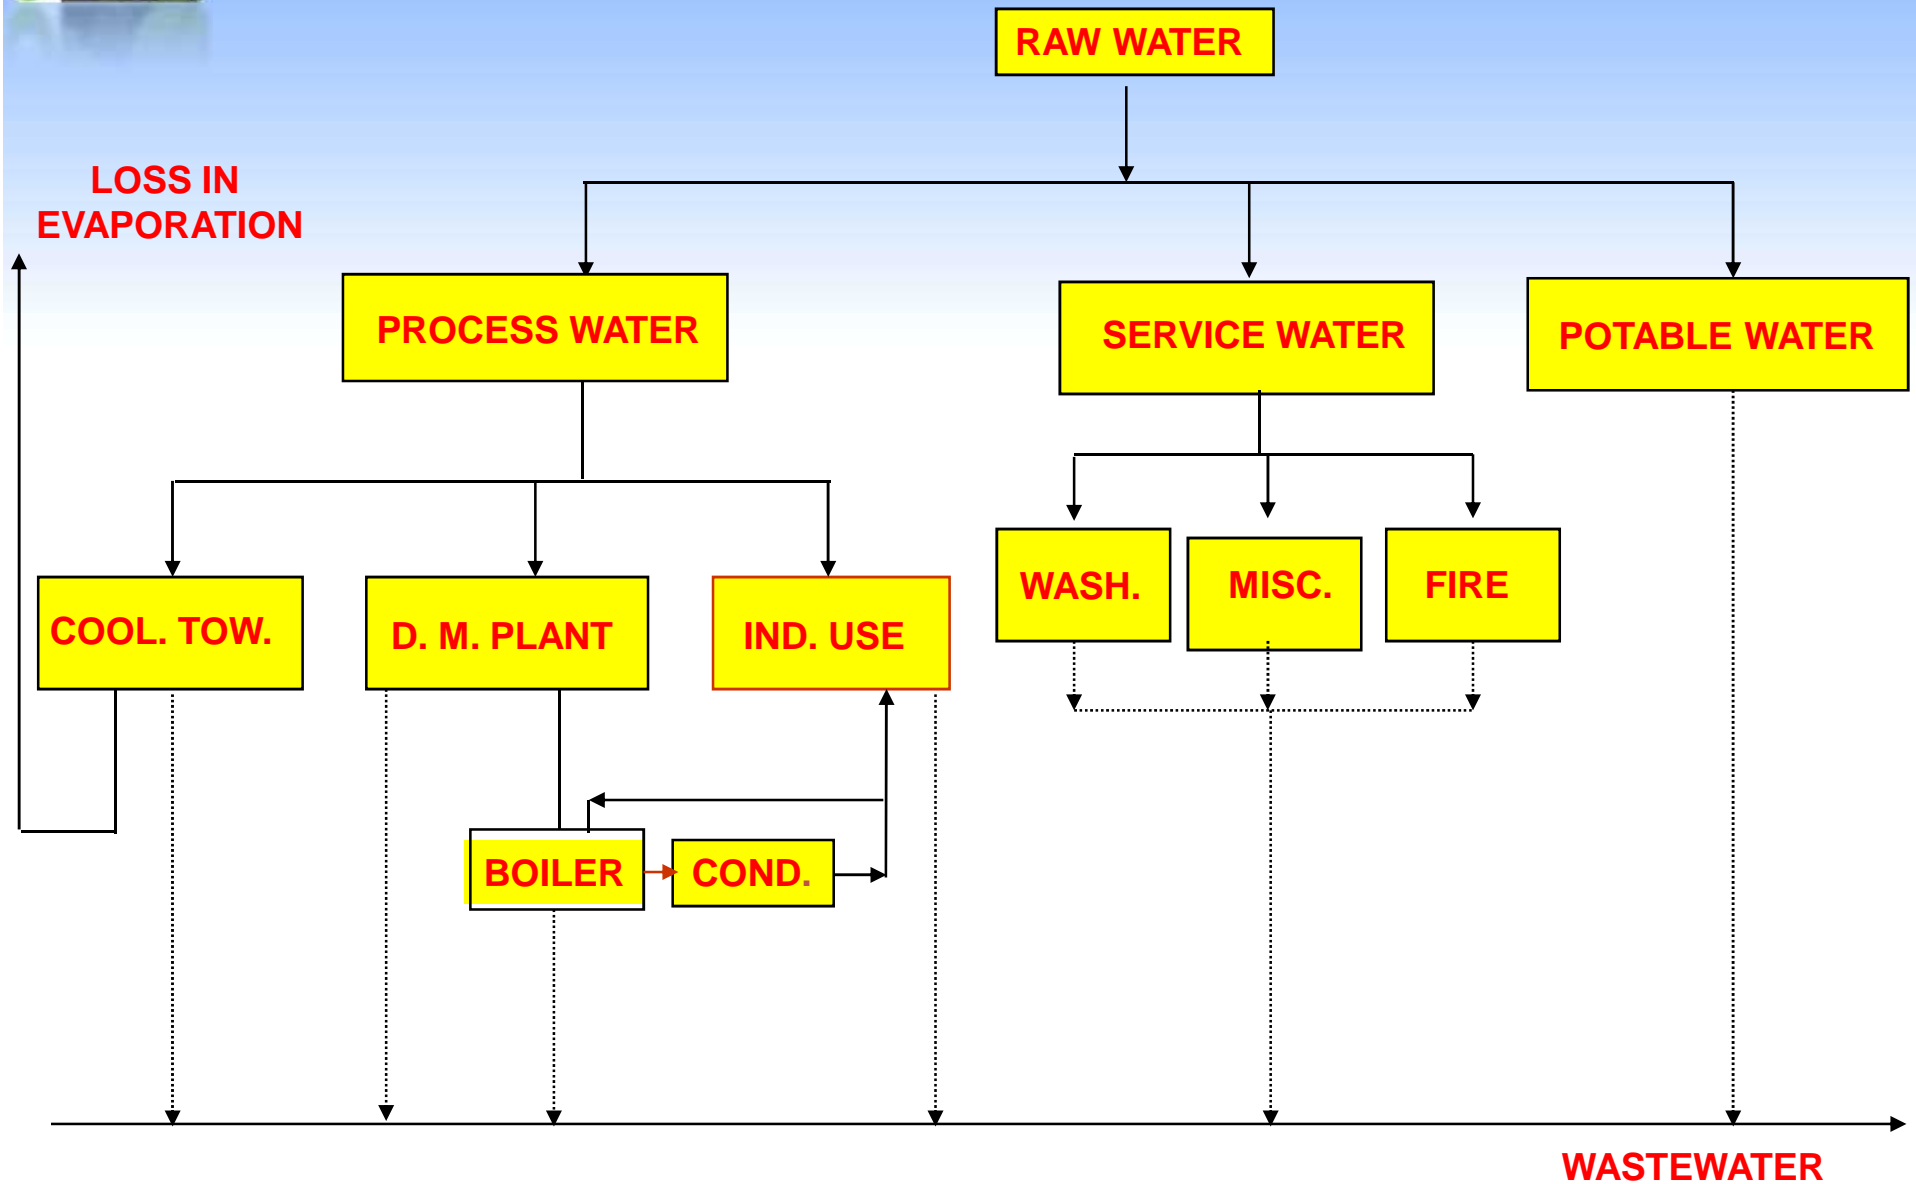 RAW WATER
LOSS IN
EVAPORATION
PROCESS WATER
SERVICE WATER
POTABLE WATER
COOL. TOW.
D. M. PLANT
IND. USE
WASH.
MISC.
FIRE
BOILER
COND.
WASTEWATER